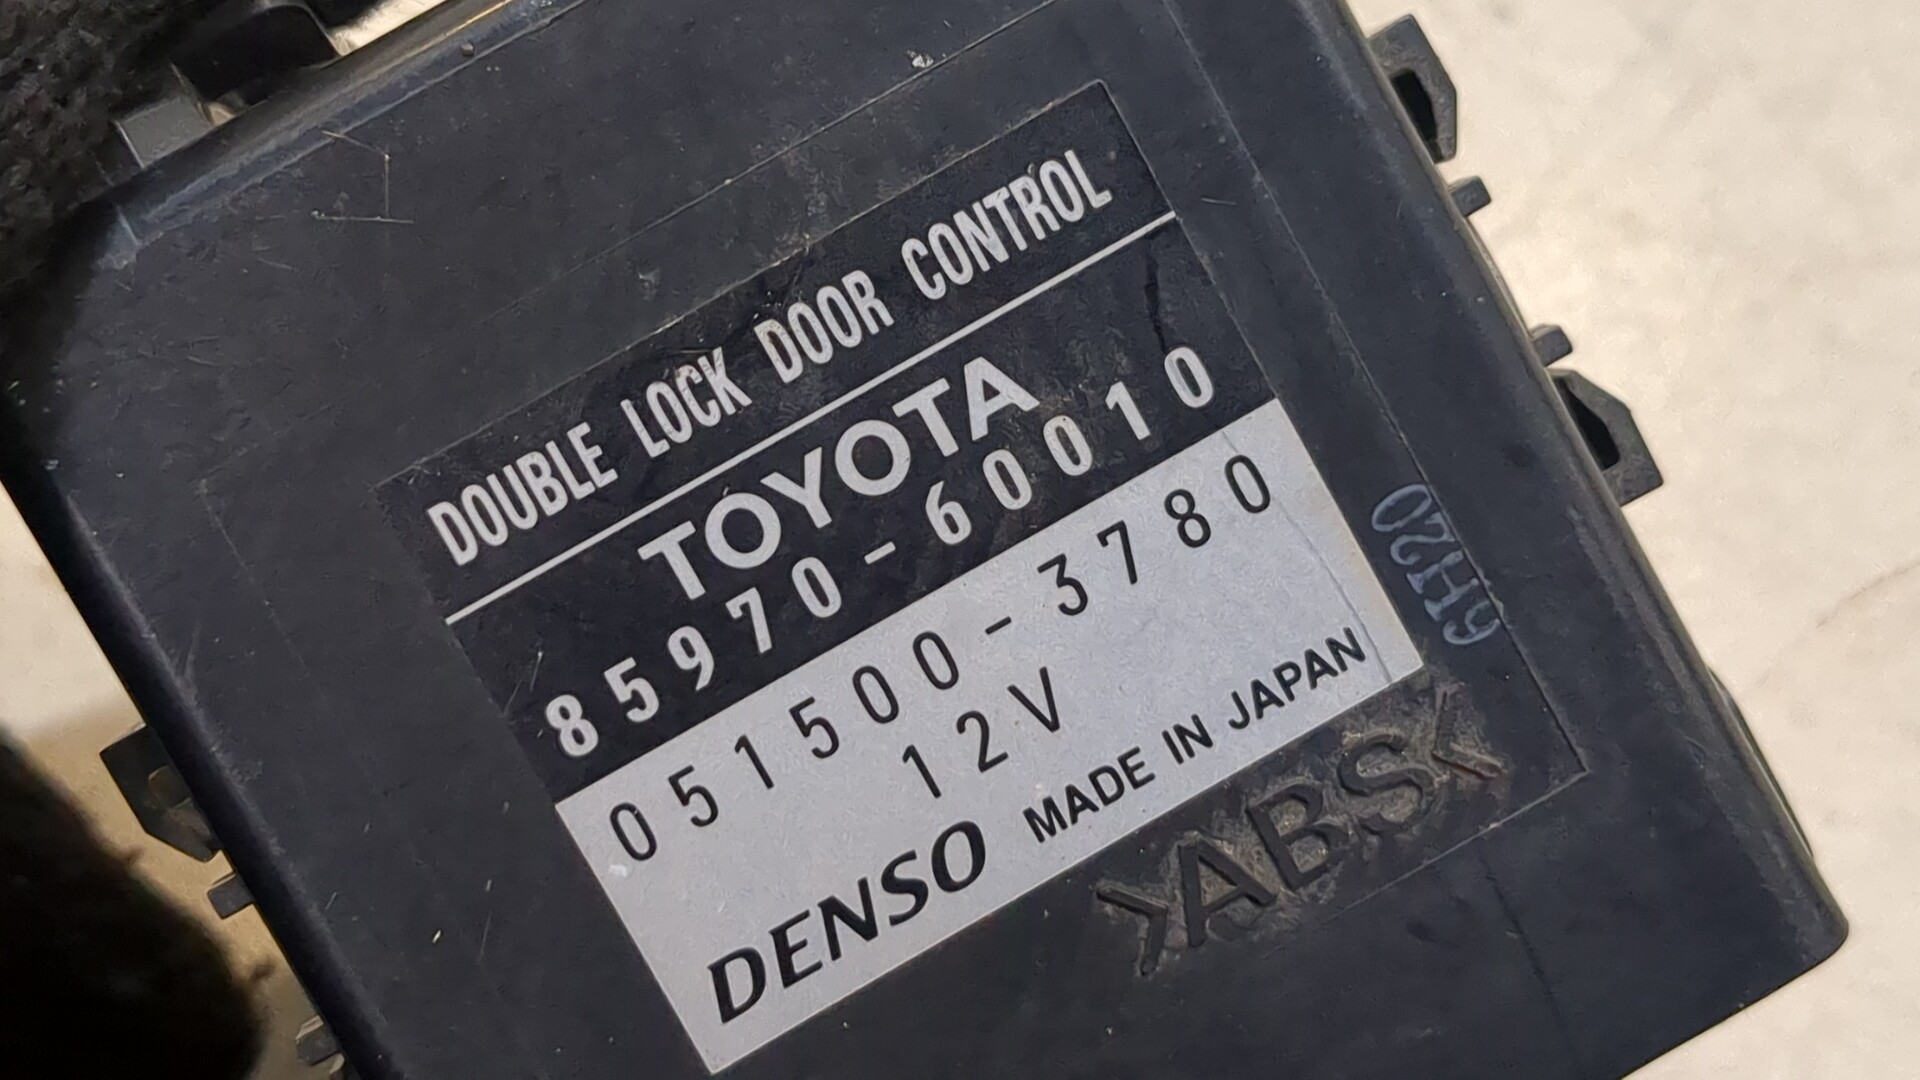 DOUBLE LOCK DOOR CONTROL
TOYOTA
85970-60010
051500-3780
12V
DENSO MADE IN JAPAN
6H20
>ABS<